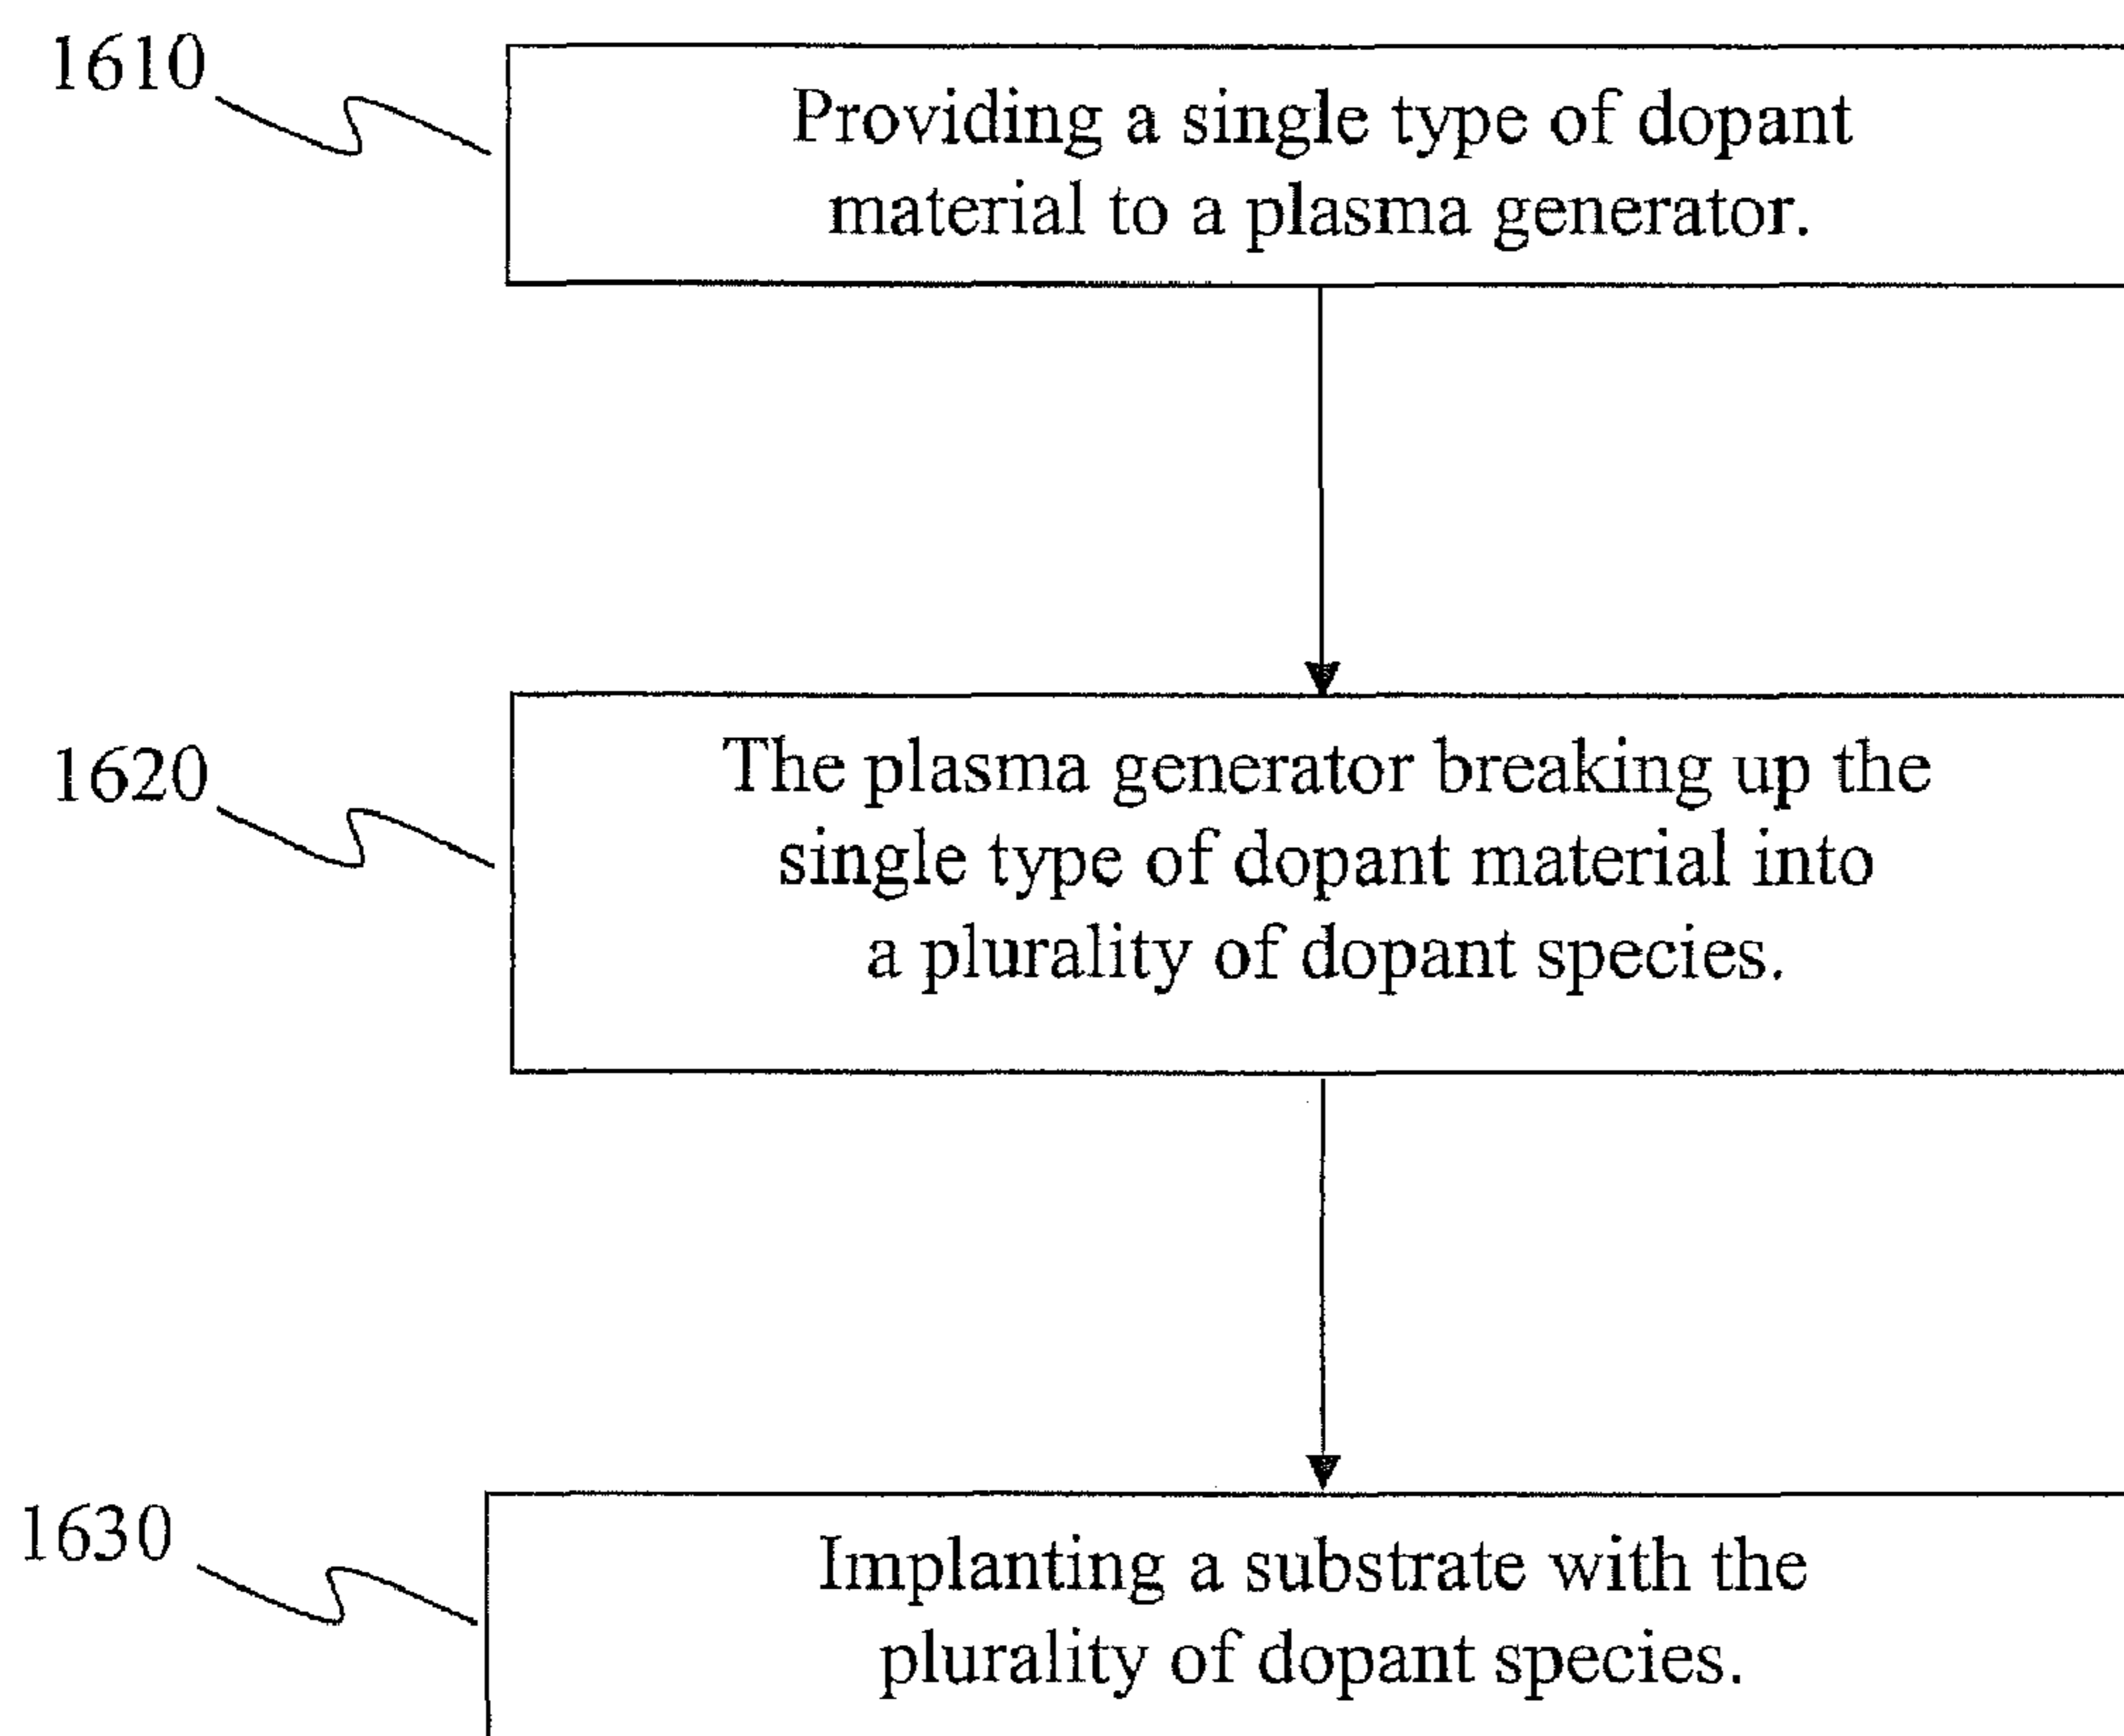 1610
Providing a single type of dopant
material to a plasma generator.
1620
The plasma generator breaking up the
single type of dopant material into
a plurality of dopant species.
1630
Implanting a substrate with the
plurality of dopant species.